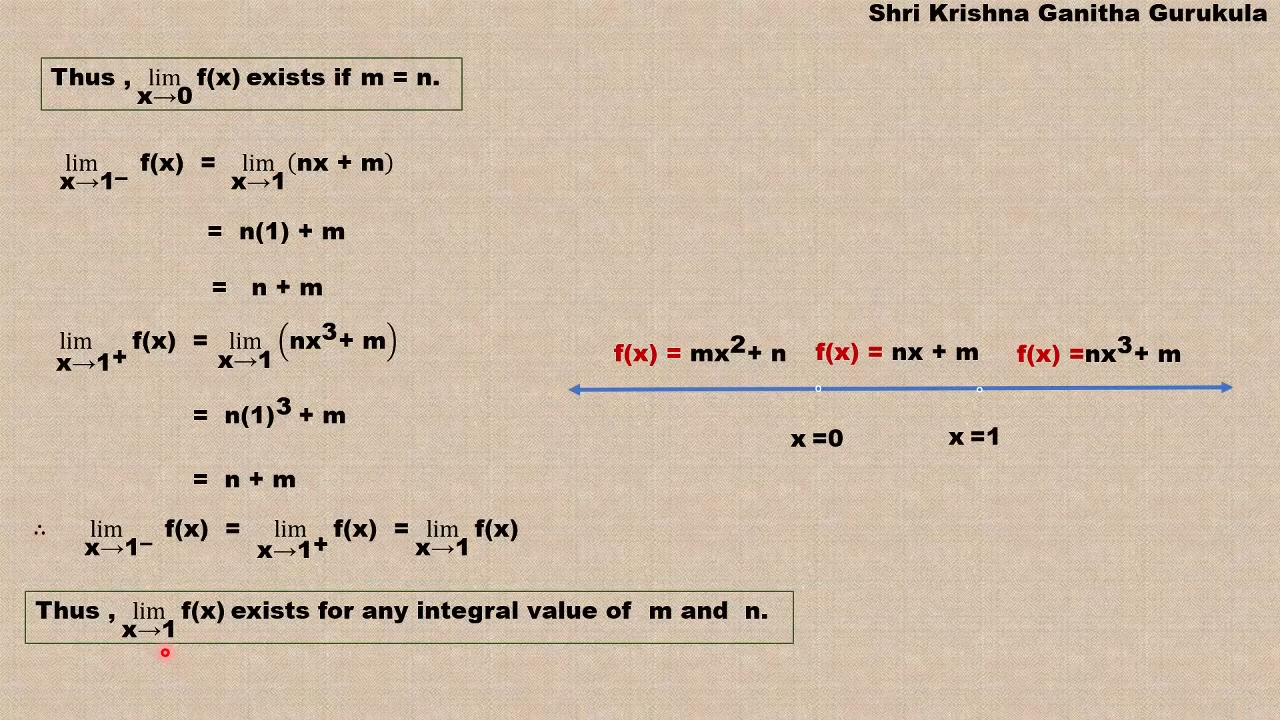 Shri Krishna Ganitha Gurukula
Thus , lim x→0 f(x) exists if m = n.
lim x→1⁻ f(x) = lim x→1 (nx + m)
= n(1) + m
= n + m
lim x→1⁺ f(x) = lim x→1 (nx³+ m)
= n(1)³ + m
= n + m
∴ lim x→1⁻ f(x) = lim x→1⁺ f(x) = lim x→1 f(x)
Thus , lim x→1 f(x) exists for any integral value of m and n.
f(x) = mx²+ n f(x) = nx + m f(x) =nx³+ m
x =0 x =1